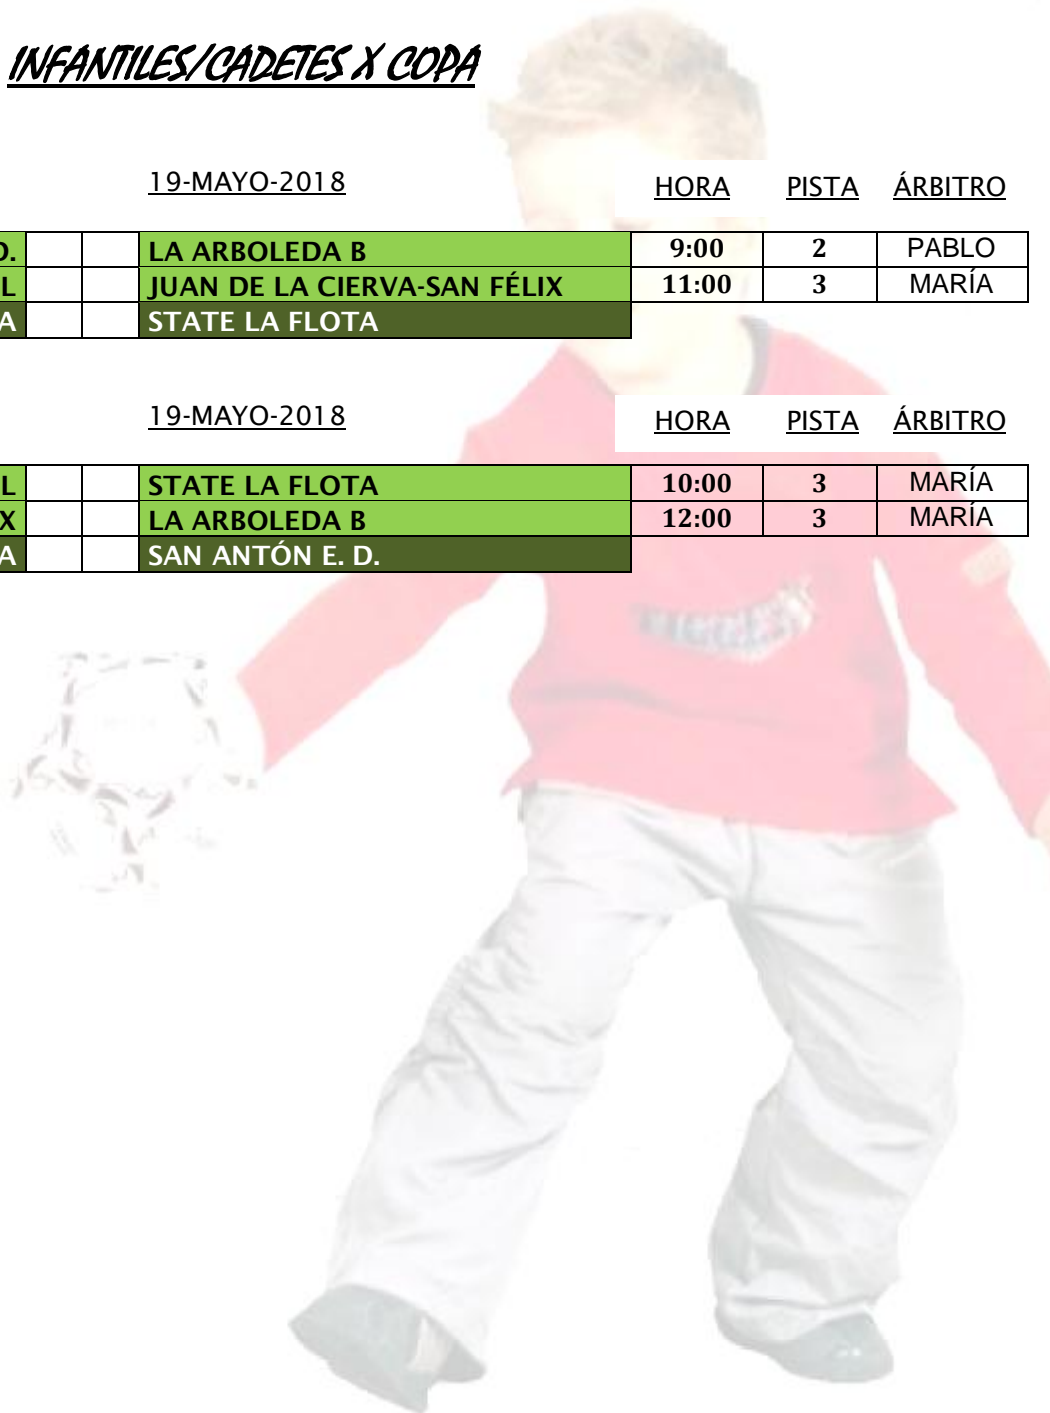 INFANTILES/CADETES X COPA
19-MAYO-2018 HORA PISTA ÁRBITRO
D. LA ARBOLEDA B 9:00 2 PABLO
L JUAN DE LA CIERVA-SAN FÉLIX 11:00 3 MARÍA
A STATE LA FLOTA
19-MAYO-2018 HORA PISTA ÁRBITRO
L STATE LA FLOTA 10:00 3 MARÍA
X LA ARBOLEDA B 12:00 3 MARÍA
A SAN ANTÓN E. D.